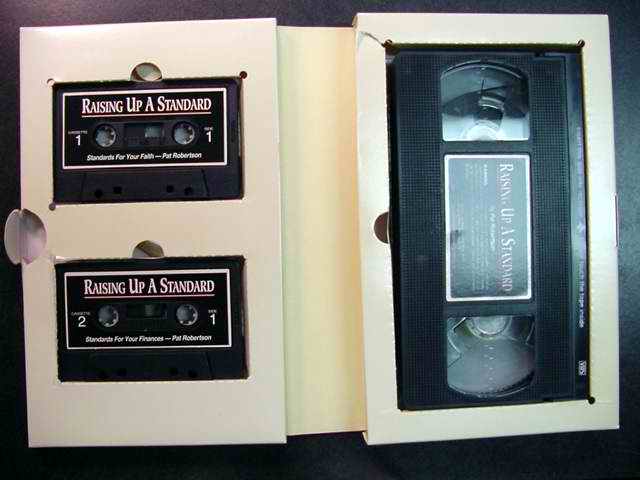 RAISING UP A STANDARD
CASSETTE
1
SIDE
1
Standards For Your Faith — Pat Robertson
RAISING UP A STANDARD
CASSETTE
2
SIDE
1
Standards For Your Finances — Pat Robertson
RAISING UP A STANDARD
by Pat Robertson
touch the tape inside
VHS